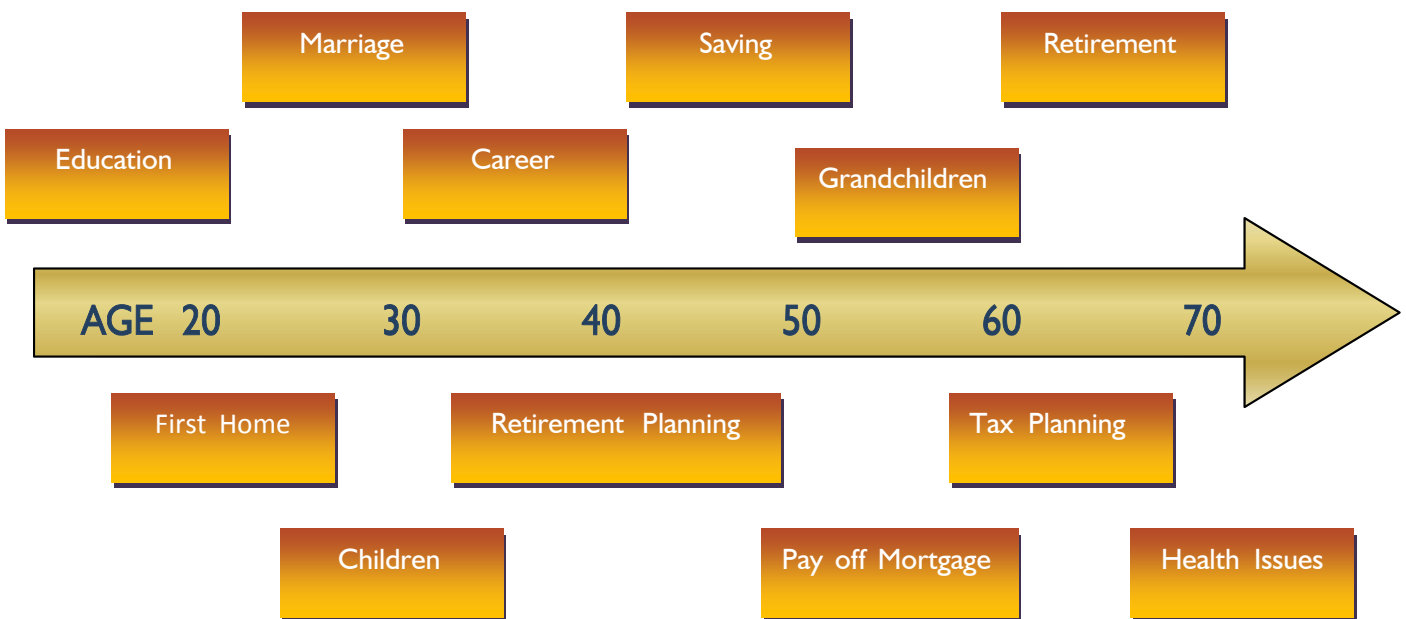 Marriage
Saving
Retirement
Education
Career
Grandchildren
AGE 20 30 40 50 60 70
First Home
Retirement Planning
Tax Planning
Children
Pay off Mortgage
Health Issues